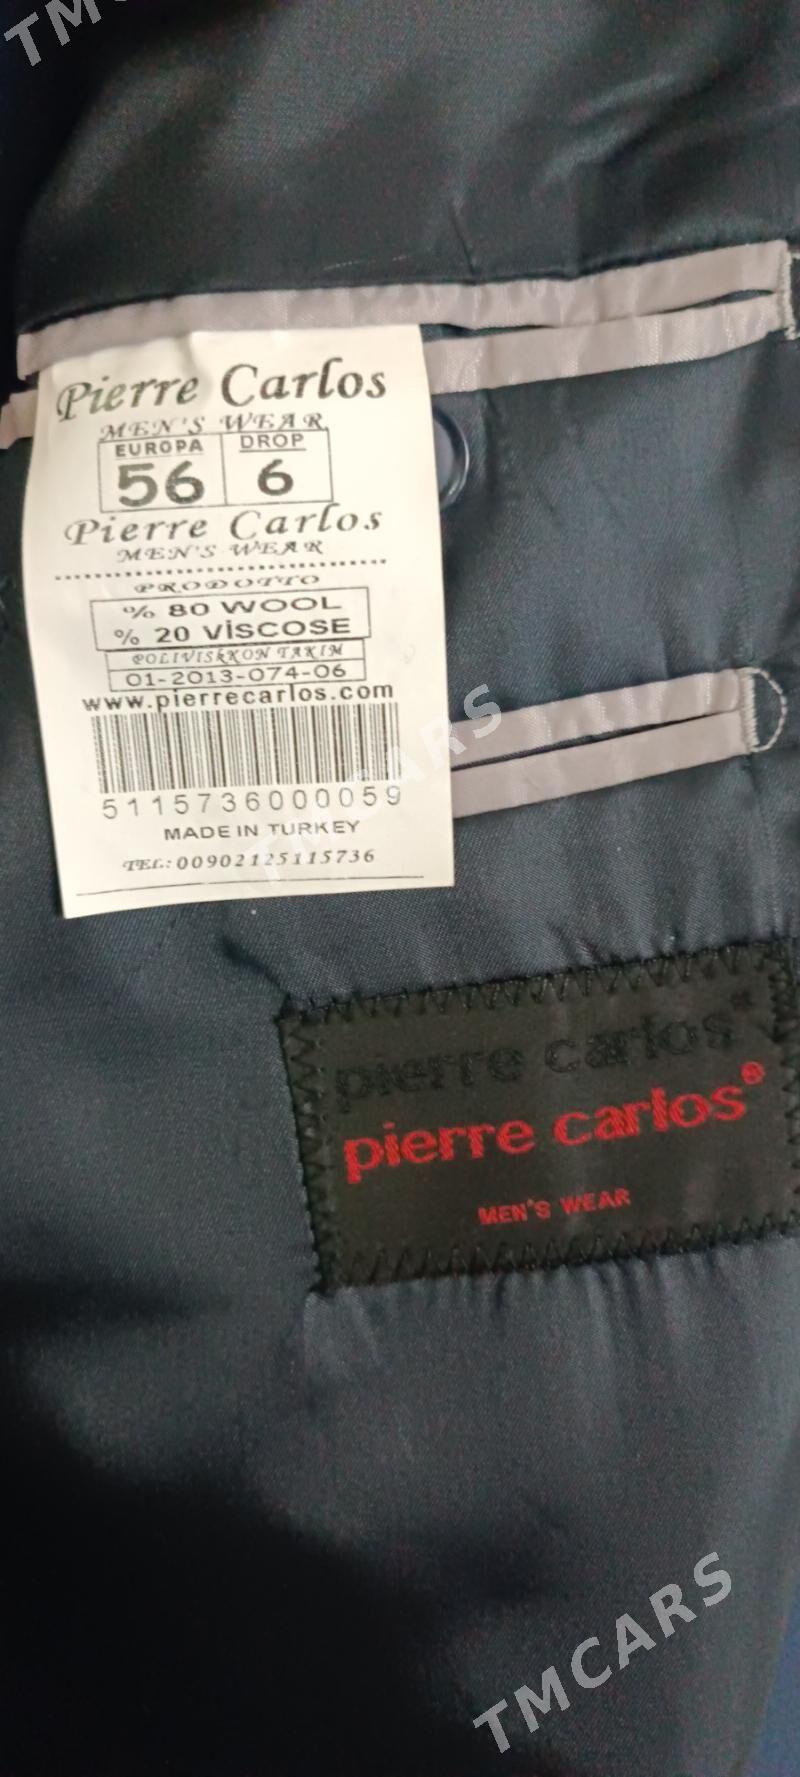 Pierre Carlos
MEN'S WEAR
EUROPA DROP
56 6
Pierre Carlos
MEN'S WEAR
PRODOTTO
% 80 WOOL
% 20 VİSCOSE
POLIVISKKON TAKIM
01-2013-074-06
www.pierrecarlos.com
5115736000059
MADE IN TURKEY
TEL: 00902125115736
pierre carlos
pierre carlos®
MEN'S WEAR
TMCARS
TMCARS